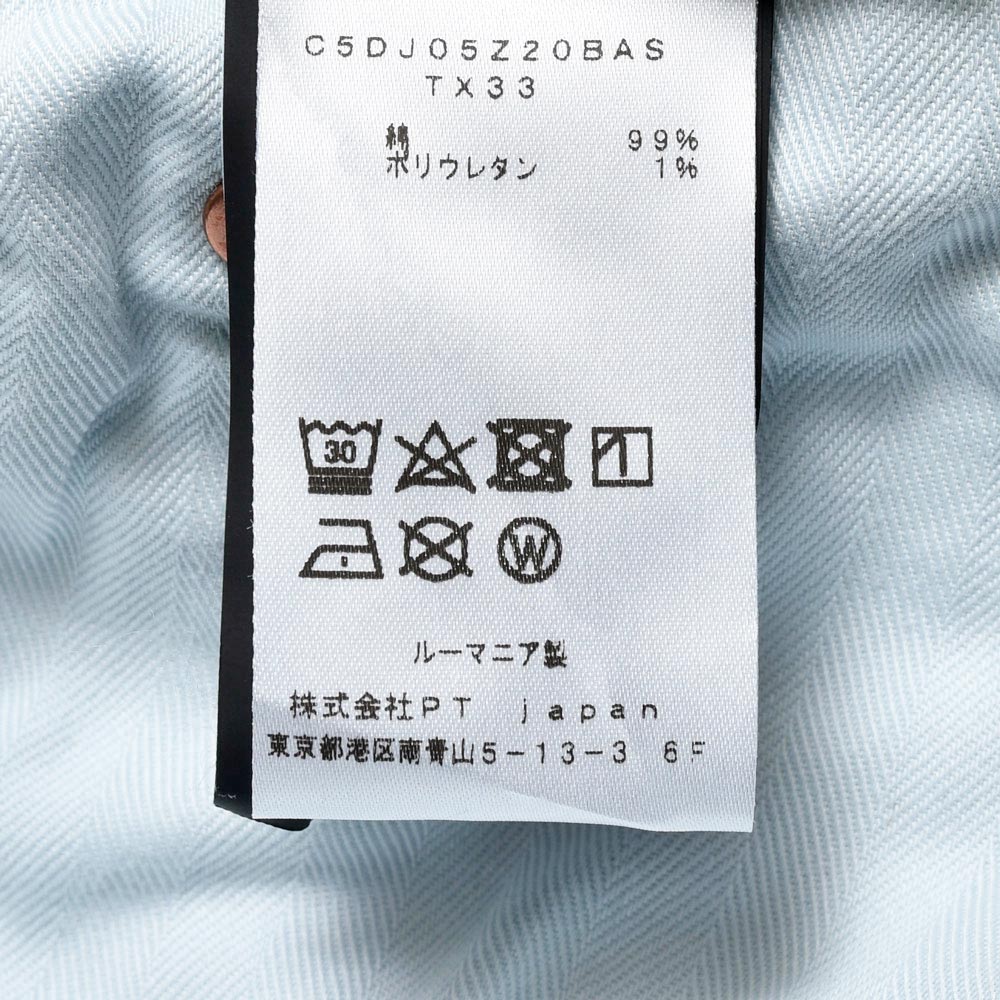 C5DJ05Z20BAS
TX33
綿 99%
ポリウレタン 1%
30
W
ルーマニア製
株式会社PT japan
東京都港区南青山5-13-3 6F